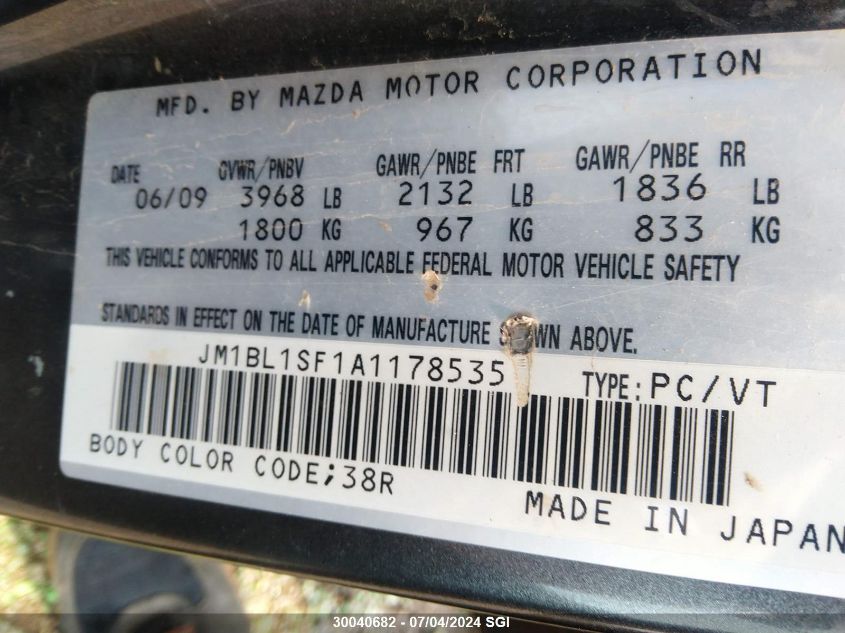 MFD. BY MAZDA MOTOR CORPORATION
DATE GVWR/PNBV GAWR/PNBE FRT GAWR/PNBE RR
06/09 3968 LB 2132 LB 1836 LB
1800 KG 967 KG 833 KG
THIS VEHICLE CONFORMS TO ALL APPLICABLE FEDERAL MOTOR VEHICLE SAFETY
STANDARDS IN EFFECT ON THE DATE OF MANUFACTURE SHOWN ABOVE.
JM1BL1SF1A1178535 TYPE: PC/VT
BODY COLOR CODE;38R
MADE IN JAPAN
30040682 - 07/04/2024 SGI